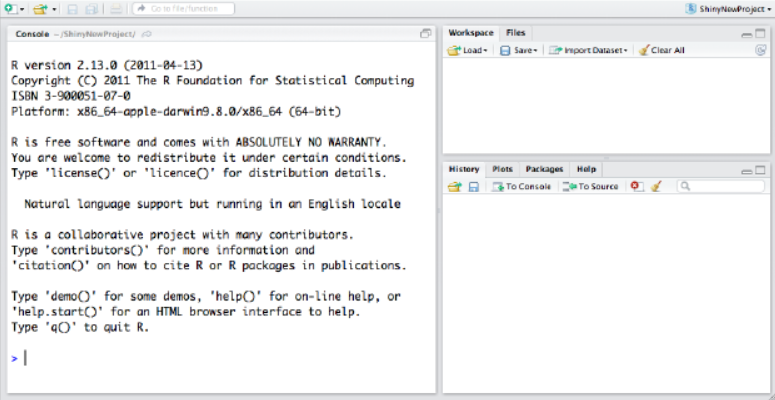 Go to file/function
ShinyNewProject
Console ~/ShinyNewProject/
R version 2.13.0 (2011-04-13)
Copyright (C) 2011 The R Foundation for Statistical Computing
ISBN 3-900051-07-0
Platform: x86_64-apple-darwin9.8.0/x86_64 (64-bit)
R is free software and comes with ABSOLUTELY NO WARRANTY.
You are welcome to redistribute it under certain conditions.
Type 'license()' or 'licence()' for distribution details.
Natural language support but running in an English locale
R is a collaborative project with many contributors.
Type 'contributors()' for more information and
'citation()' on how to cite R or R packages in publications.
Type 'demo()' for some demos, 'help()' for on-line help, or
'help.start()' for an HTML browser interface to help.
Type 'q()' to quit R.
>
Workspace Files
Load Save Import Dataset Clear All
History Plots Packages Help
To Console To Source